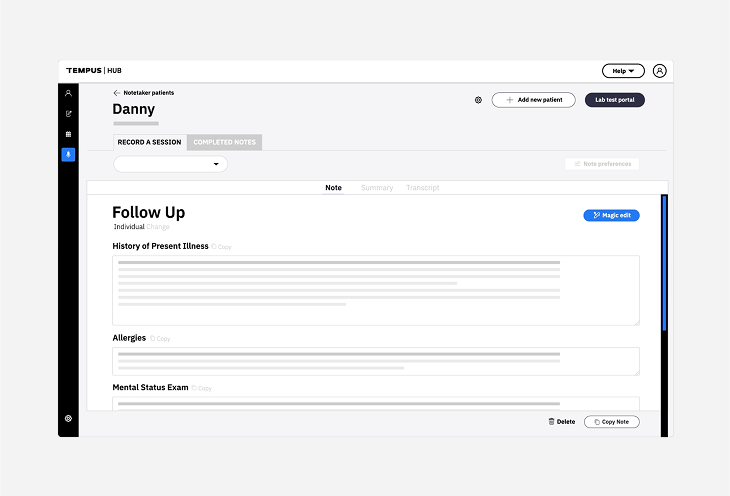 TEMPUS | HUB
Help
Notetaker patients
Danny
Add new patient
Lab test portal
RECORD A SESSION
COMPLETED NOTES
Note preferences
Note Summary Transcript
Follow Up
Magic edit
Individual Change
History of Present Illness Copy
Allergies Copy
Mental Status Exam Copy
Delete
Copy Note